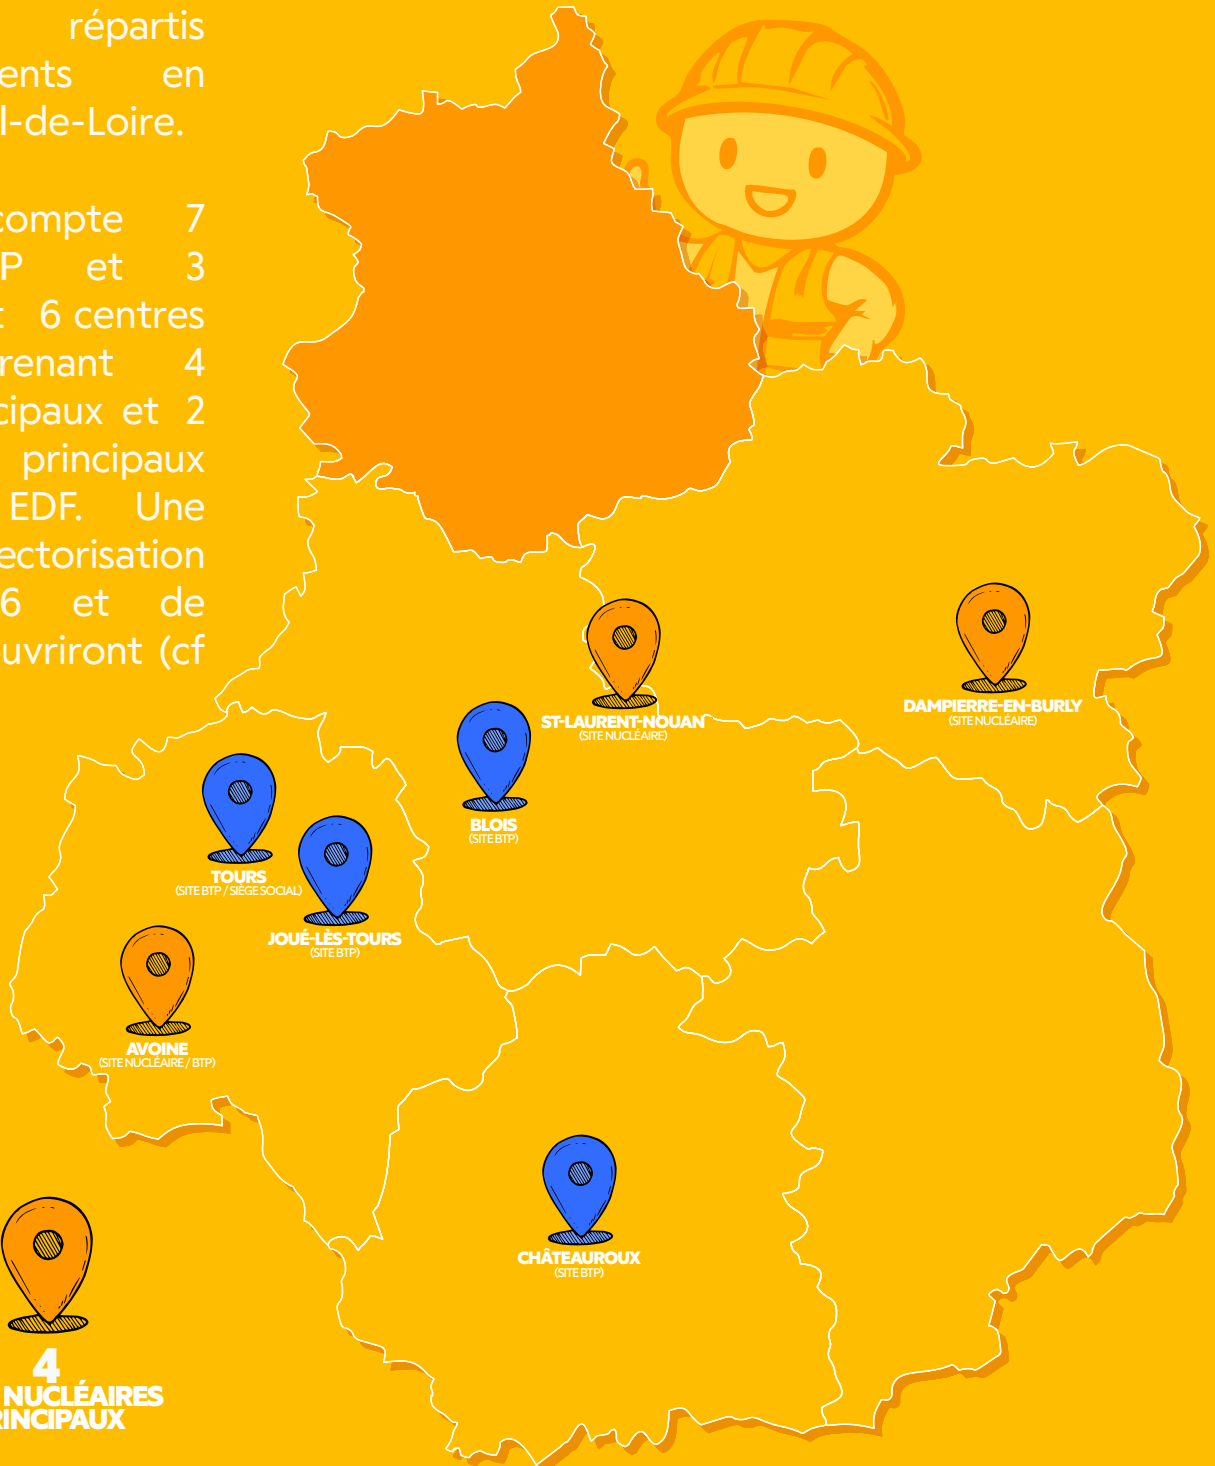 répartis
ents en
l-de-Loire.
compte 7
P et 3
t 6 centres
renant 4
cipaux et 2
principaux
EDF. Une
ectorisation
6 et de
uvriront (cf
ST-LAURENT-NOUAN
(SITE NUCLÉAIRE)
DAMPIERRE-EN-BURLY
(SITE NUCLÉAIRE)
BLOIS
(SITE BTP)
TOURS
(SITE BTP / SIÈGE SOCIAL)
JOUÉ-LÈS-TOURS
(SITE BTP)
AVOINE
(SITE NUCLÉAIRE / BTP)
CHÂTEAUROUX
(SITE BTP)
4
NUCLÉAIRES
RINCIPAUX